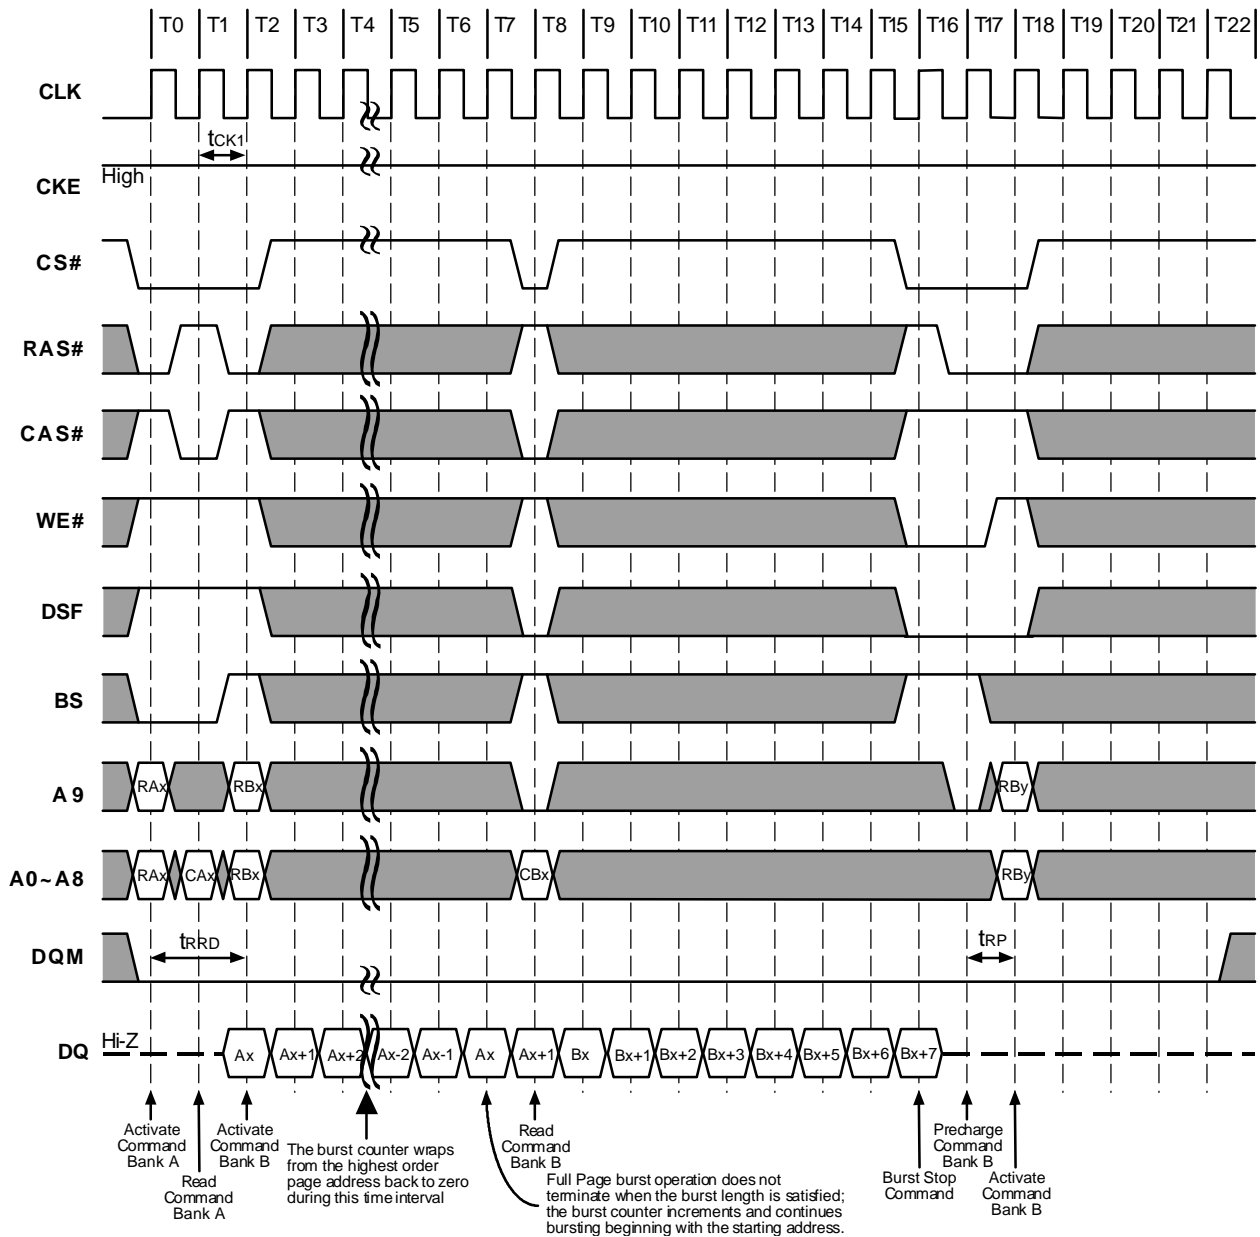 T0 T1 T2 T3 T4 T5 T6 T7 T8 T9 T10 T11 T12 T13 T14 T15 T16 T17 T18 T19 T20 T21 T22
CLK
tCK1
High
CKE
CS#
RAS#
CAS#
WE#
DSF
BS
A9
RAx RBx RBy
A0~A8
RAx CAx RBx CBx RBy
DQM
tRRD
tRP
DQ
Hi-Z
Ax Ax+1 Ax+2 Ax-2 Ax-1 Ax Ax+1 Bx Bx+1 Bx+2 Bx+3 Bx+4 Bx+5 Bx+6 Bx+7
Activate
Command
Bank A
Read
Command
Bank A
Activate
Command
Bank B
The burst counter wraps
from the highest order
page address back to zero
during this time interval
Read
Command
Bank B
Full Page burst operation does not
terminate when the burst length is satisfied;
the burst counter increments and continues
bursting beginning with the starting address.
Burst Stop
Command
Precharge
Command
Bank B
Activate
Command
Bank B